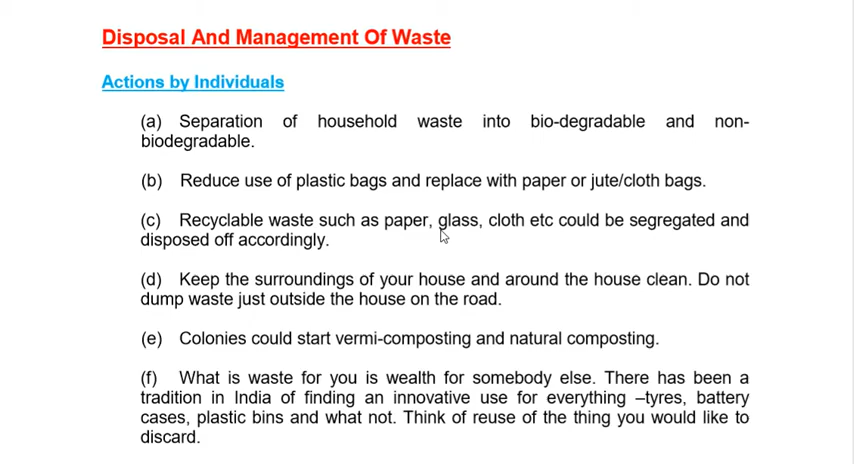 Disposal And Management Of Waste
Actions by Individuals
(a) Separation of household waste into bio-degradable and non-
biodegradable.
(b) Reduce use of plastic bags and replace with paper or jute/cloth bags.
(c) Recyclable waste such as paper, glass, cloth etc could be segregated and
disposed off accordingly.
(d) Keep the surroundings of your house and around the house clean. Do not
dump waste just outside the house on the road.
(e) Colonies could start vermi-composting and natural composting.
(f) What is waste for you is wealth for somebody else. There has been a
tradition in India of finding an innovative use for everything –tyres, battery
cases, plastic bins and what not. Think of reuse of the thing you would like to
discard.